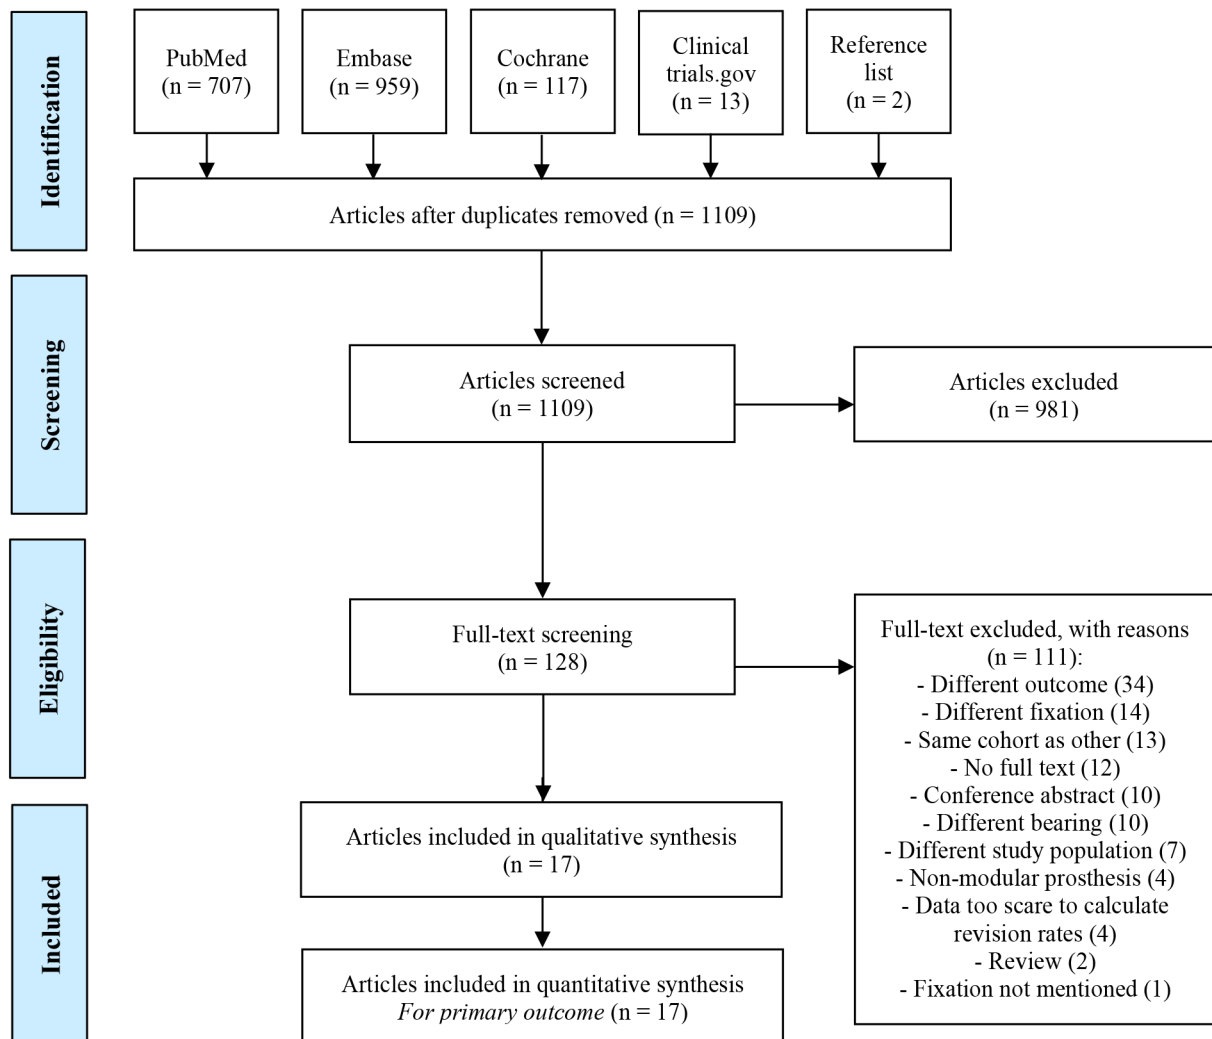 Identification
PubMed
(n = 707)
Embase
(n = 959)
Cochrane
(n = 117)
Clinical
trials.gov
(n = 13)
Reference
list
(n = 2)
Articles after duplicates removed (n = 1109)
Screening
Articles screened
(n = 1109)
Articles excluded
(n = 981)
Eligibility
Full-text screening
(n = 128)
Full-text excluded, with reasons
(n = 111):
- Different outcome (34)
- Different fixation (14)
- Same cohort as other (13)
- No full text (12)
- Conference abstract (10)
- Different bearing (10)
- Different study population (7)
- Non-modular prosthesis (4)
- Data too scare to calculate
revision rates (4)
- Review (2)
- Fixation not mentioned (1)
Included
Articles included in qualitative synthesis
(n = 17)
Articles included in quantitative synthesis
For primary outcome (n = 17)